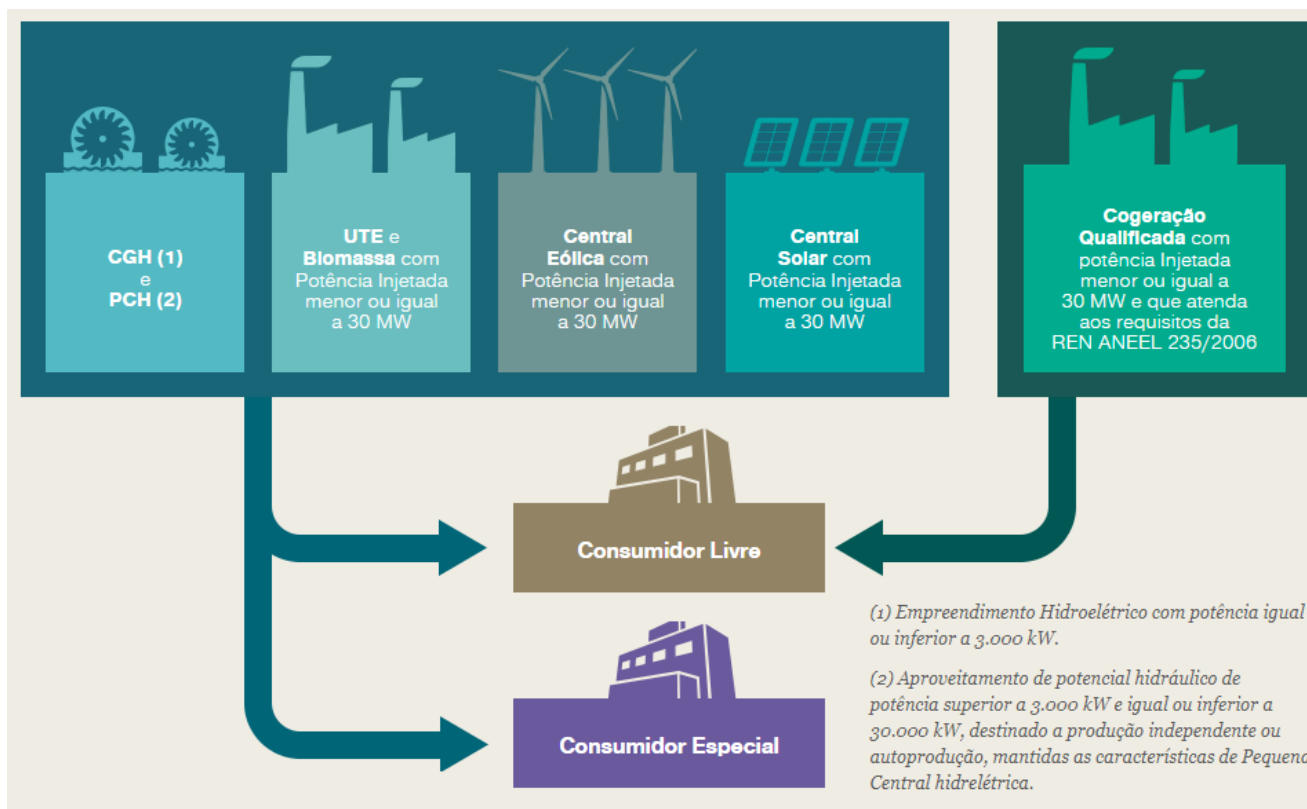 CGH (1)
e
PCH (2)
UTE e
Biomassa com
Potência Injetada
menor ou igual
a 30 MW
Central
Eólica com
Potência Injetada
menor ou igual
a 30 MW
Central
Solar com
Potência Injetada
menor ou igual
a 30 MW
Cogeração
Qualificada com
potência Injetada
menor ou igual a
30 MW e que atenda
aos requisitos da
REN ANEEL 235/2006
Consumidor Livre
Consumidor Especial
(1) Empreendimento Hidroelétrico com potência igual
ou inferior a 3.000 kW.
(2) Aproveitamento de potencial hidráulico de
potência superior a 3.000 kW e igual ou inferior a
30.000 kW, destinado a produção independente ou
autoprodução, mantidas as características de Pequena
Central hidrelétrica.